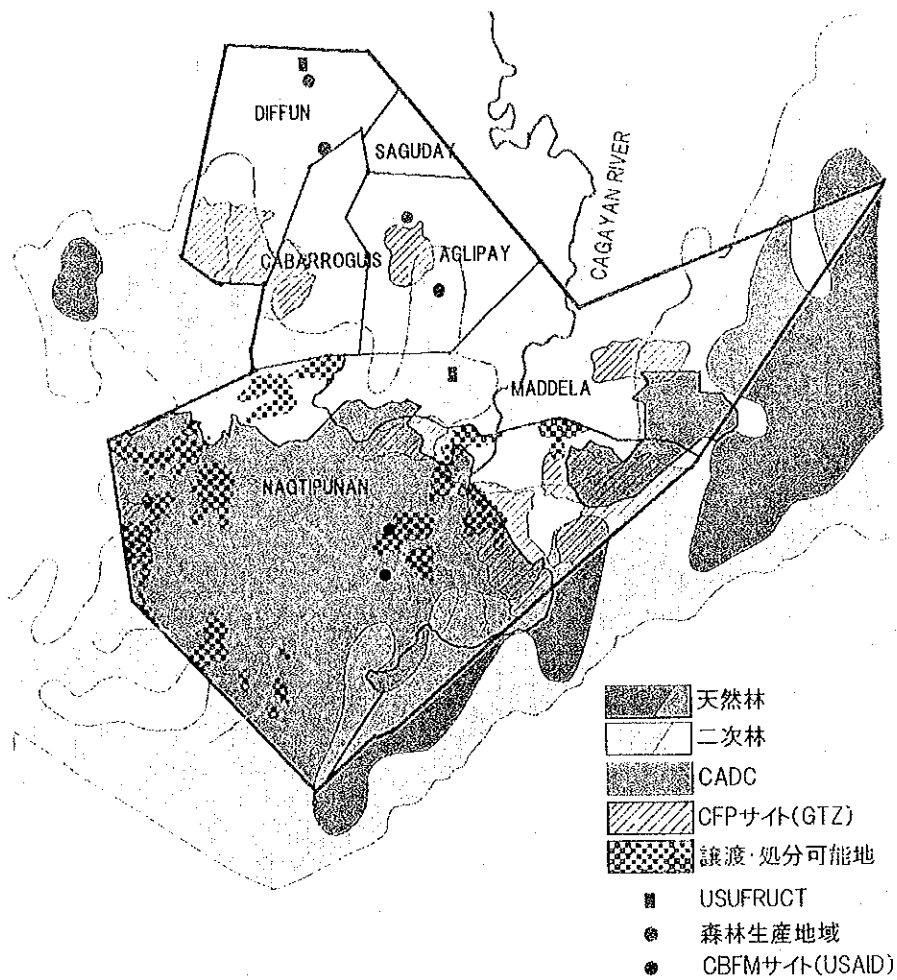 DIFFUN
SAGUDAY
CAGAYAN RIVER
CABARROGUIS
AGLIPAY
MADDELA
NAGTIPUNAN
天然林
二次林
CADC
CFPサイト(GTZ)
譲渡・処分可能地
USUFRUCT
森林生産地域
CBFMサイト(USAID)